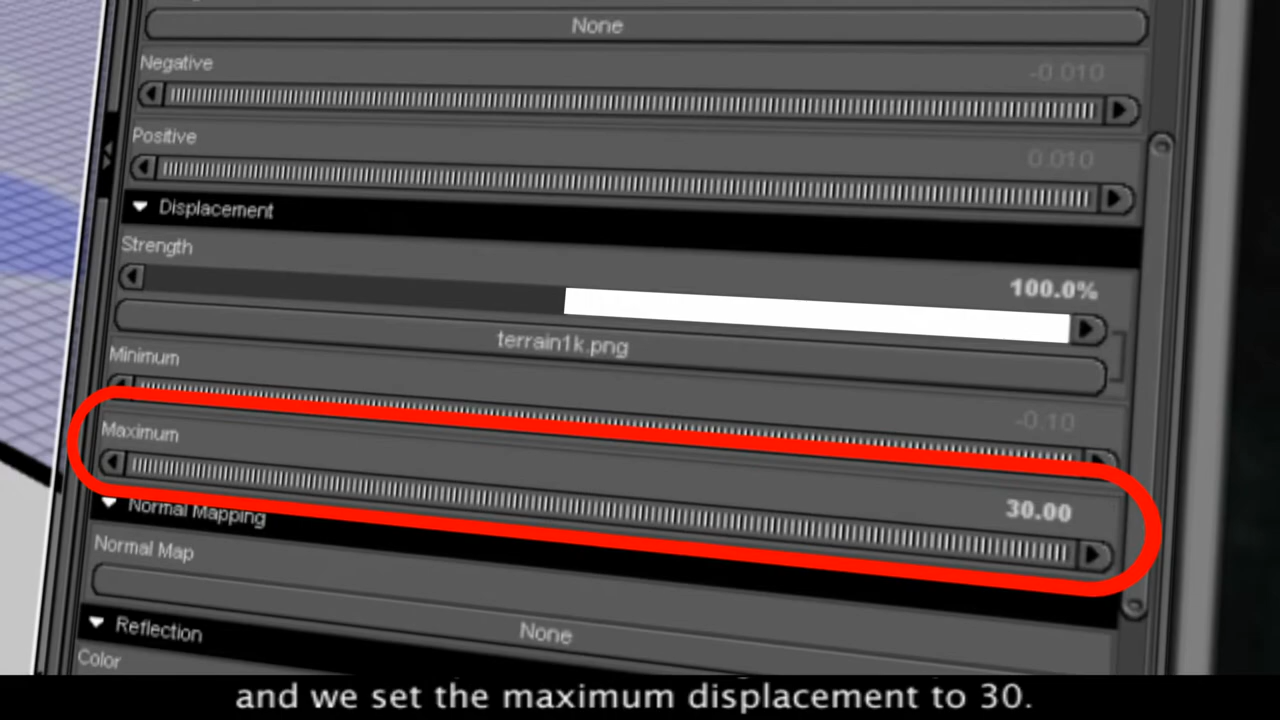 None
Negative
-0.010
Positive
0.010
Displacement
Strength
100.0%
terrain1k.png
Minimum
-0.10
Maximum
30.00
Normal Mapping
Normal Map
None
Reflection
Color
and we set the maximum displacement to 30.